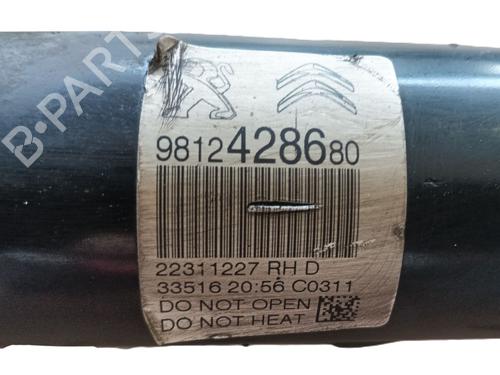 B-PARTS
9812428680
22311227 RH D
33516 20:56 C0311
DO NOT OPEN
DO NOT HEAT